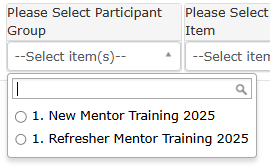 Please Select Participant Group
Please Select Item
--Select item(s)--
--Select item
1. New Mentor Training 2025
1. Refresher Mentor Training 2025